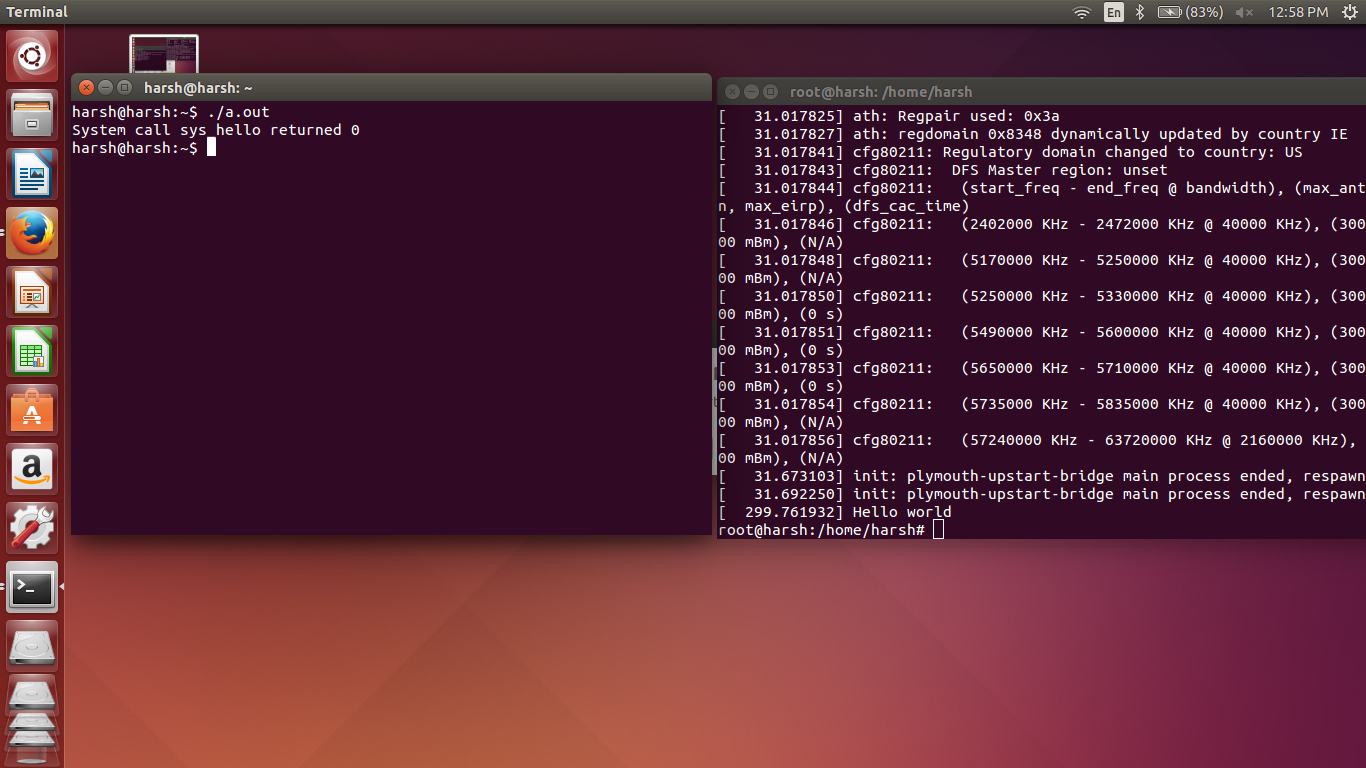 Terminal
En
(83%)
12:58 PM
harsh@harsh: ~
harsh@harsh:~$ ./a.out
System call sys_hello returned 0
harsh@harsh:~$
root@harsh: /home/harsh
[   31.017825] ath: Regpair used: 0x3a
[   31.017827] ath: regdomain 0x8348 dynamically updated by country IE
[   31.017841] cfg80211: Regulatory domain changed to country: US
[   31.017843] cfg80211:  DFS Master region: unset
[   31.017844] cfg80211:   (start_freq - end_freq @ bandwidth), (max_ant
n, max_eirp), (dfs_cac_time)
[   31.017846] cfg80211:   (2402000 KHz - 2472000 KHz @ 40000 KHz), (300
00 mBm), (N/A)
[   31.017848] cfg80211:   (5170000 KHz - 5250000 KHz @ 40000 KHz), (300
00 mBm), (N/A)
[   31.017850] cfg80211:   (5250000 KHz - 5330000 KHz @ 40000 KHz), (300
00 mBm), (0 s)
[   31.017851] cfg80211:   (5490000 KHz - 5600000 KHz @ 40000 KHz), (300
00 mBm), (0 s)
[   31.017853] cfg80211:   (5650000 KHz - 5710000 KHz @ 40000 KHz), (300
00 mBm), (0 s)
[   31.017854] cfg80211:   (5735000 KHz - 5835000 KHz @ 40000 KHz), (300
00 mBm), (N/A)
[   31.017856] cfg80211:   (57240000 KHz - 63720000 KHz @ 2160000 KHz),
00 mBm), (N/A)
[   31.673103] init: plymouth-upstart-bridge main process ended, respawn
[   31.692250] init: plymouth-upstart-bridge main process ended, respawn
[  299.761932] Hello world
root@harsh:/home/harsh#